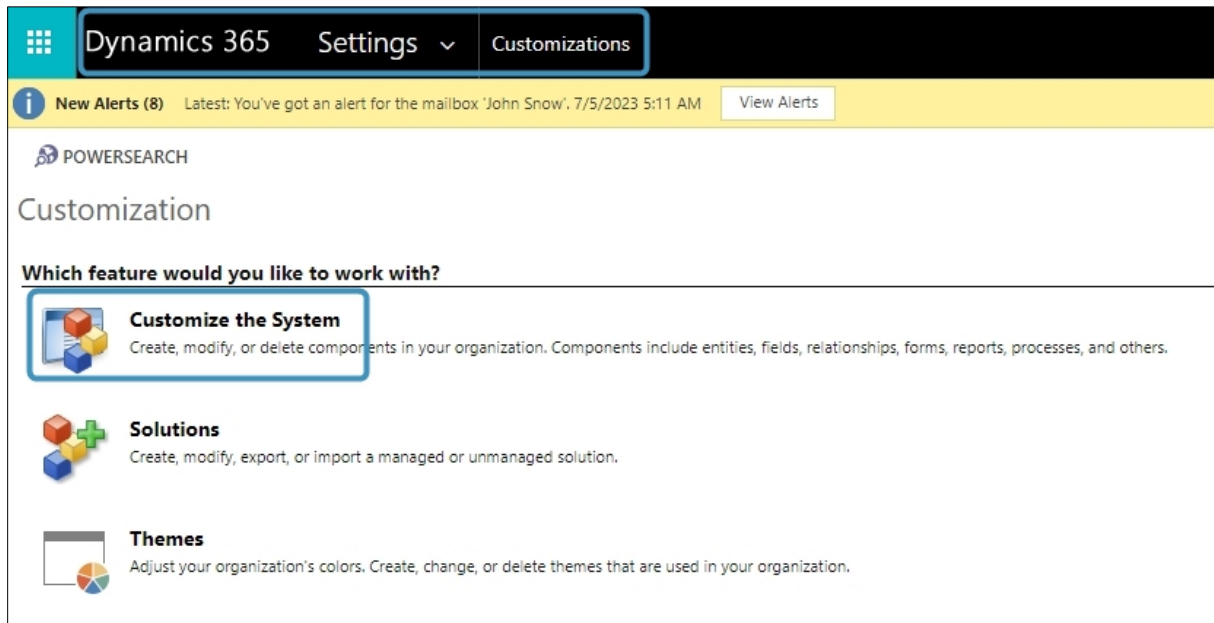 Dynamics 365 Settings Customizations
New Alerts (8) Latest: You've got an alert for the mailbox 'John Snow'. 7/5/2023 5:11 AM View Alerts
POWERSEARCH
Customization
Which feature would you like to work with?
Customize the System
Create, modify, or delete components in your organization. Components include entities, fields, relationships, forms, reports, processes, and others.
Solutions
Create, modify, export, or import a managed or unmanaged solution.
Themes
Adjust your organization's colors. Create, change, or delete themes that are used in your organization.